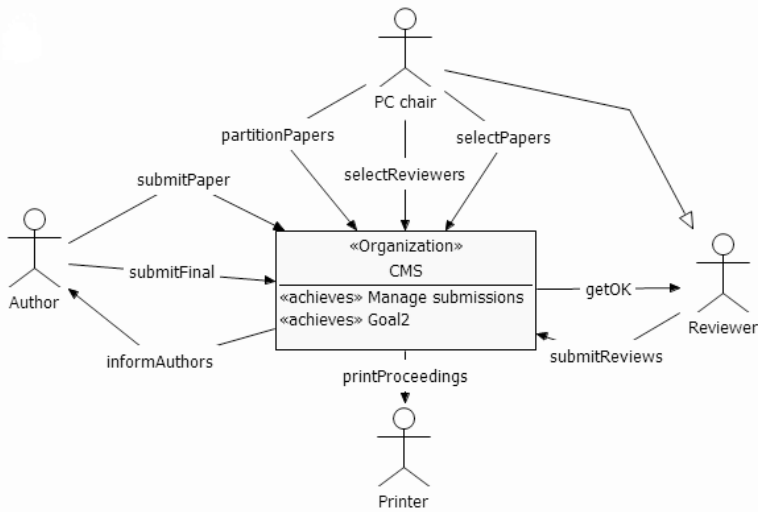 PC chair
partitionPapers
selectPapers
selectReviewers
submitPaper
«Organization»
CMS
submitFinal
«achieves» Manage submissions
«achieves» Goal2
getOK
Author
Reviewer
informAuthors
submitReviews
printProceedings
Printer